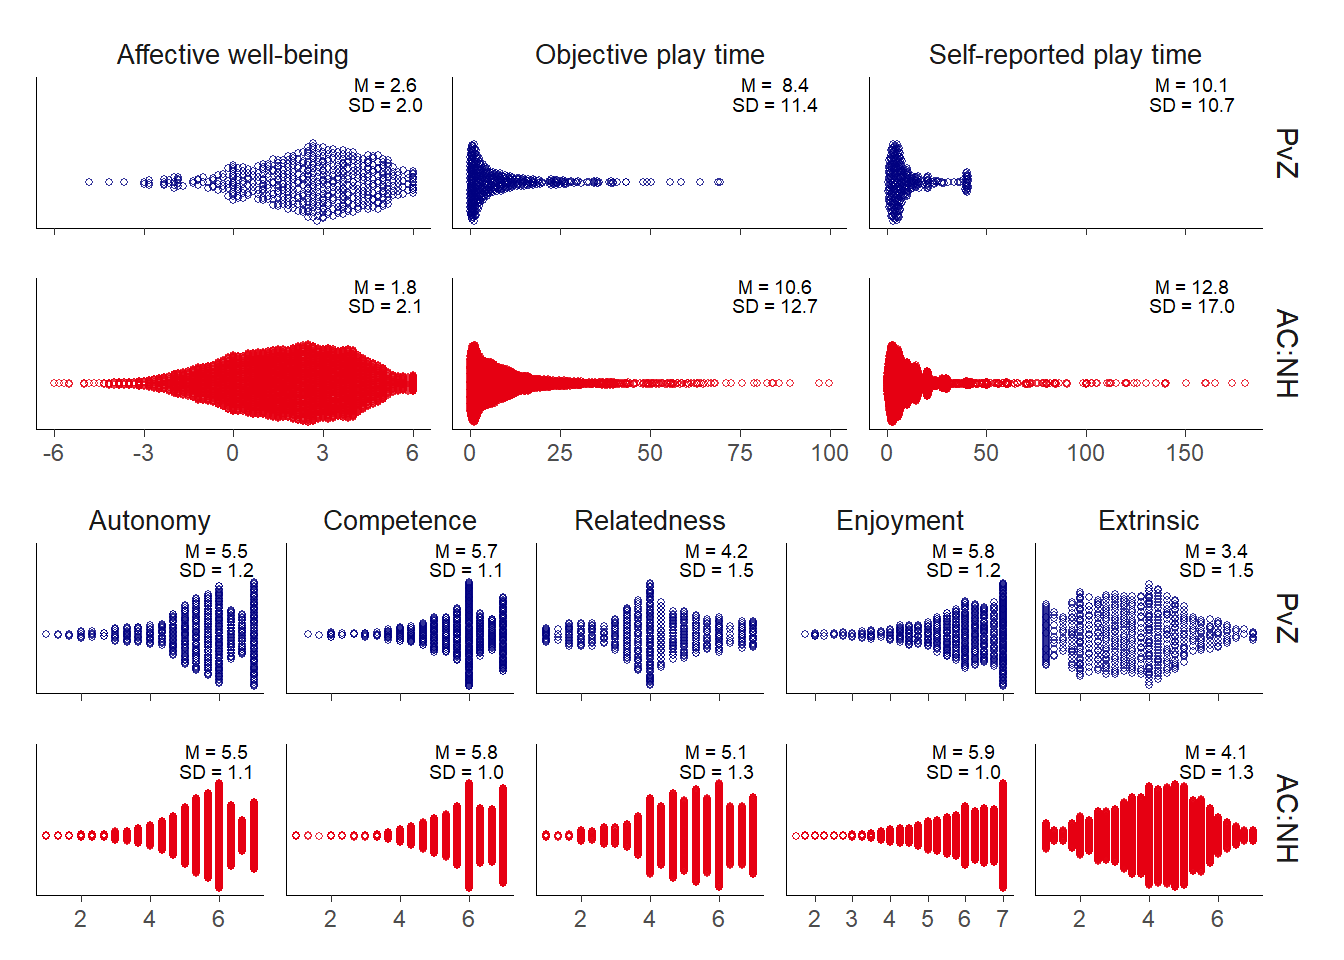 Affective well-being
Objective play time
Self-reported play time
M = 2.6
SD = 2.0
M =  8.4
SD = 11.4
M = 10.1
SD = 10.7
PvZ
M = 1.8
SD = 2.1
M = 10.6
SD = 12.7
M = 12.8
SD = 17.0
AC:NH
-6 -3 0 3 6
0 25 50 75 100
0 50 100 150
Autonomy
Competence
Relatedness
Enjoyment
Extrinsic
M = 5.5
SD = 1.2
M = 5.7
SD = 1.1
M = 4.2
SD = 1.5
M = 5.8
SD = 1.2
M = 3.4
SD = 1.5
PvZ
M = 5.5
SD = 1.1
M = 5.8
SD = 1.0
M = 5.1
SD = 1.3
M = 5.9
SD = 1.0
M = 4.1
SD = 1.3
AC:NH
2 4 6
2 4 6
2 4 6
2 3 4 5 6 7
2 4 6